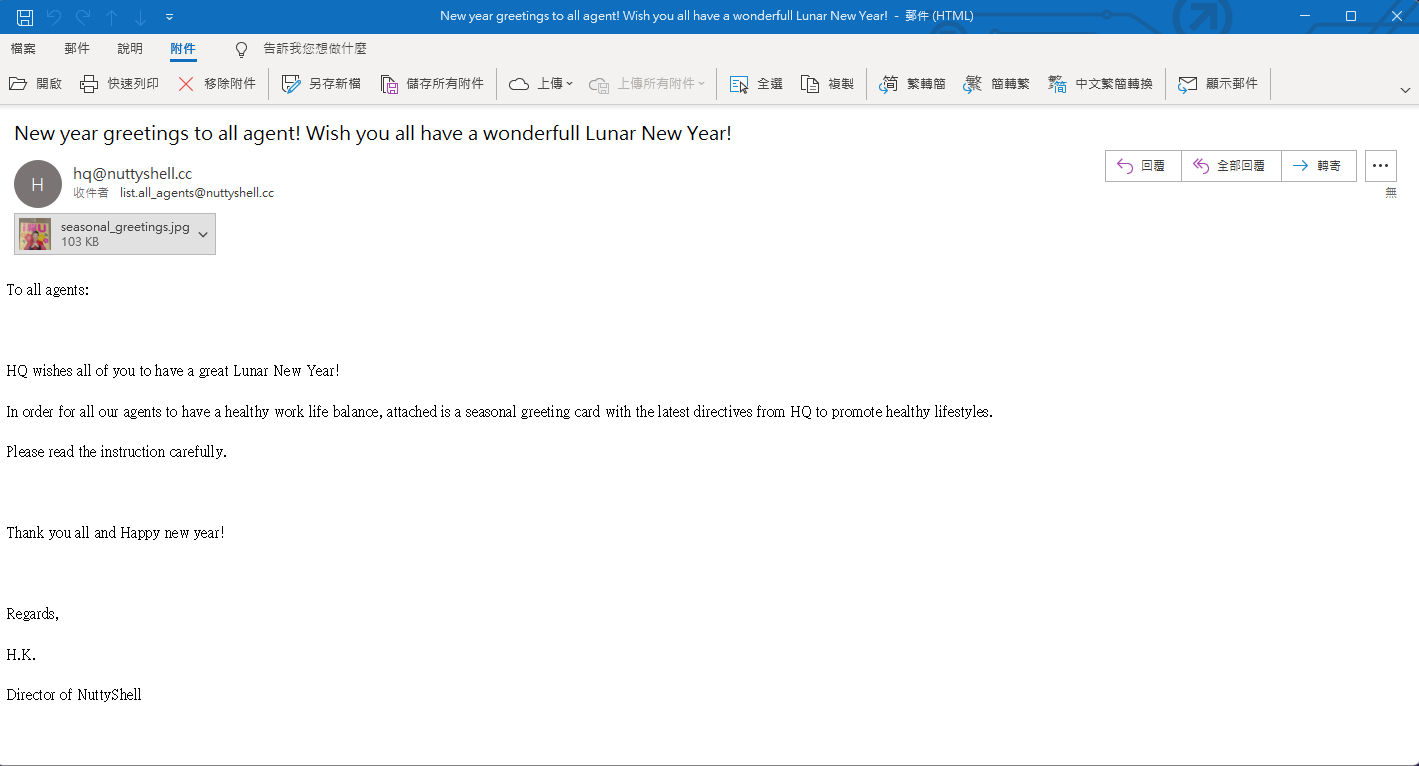 New year greetings to all agent! Wish you all have a wonderfull Lunar New Year! - 郵件 (HTML)
檔案 郵件 說明 附件 告訴我您想做什麼
開啟 快速列印 移除附件 另存新檔 儲存所有附件 上傳 上傳所有附件 全選 複製 繁轉簡 簡轉繁 中文繁簡轉換 顯示郵件
New year greetings to all agent! Wish you all have a wonderfull Lunar New Year!
H
hq@nuttyshell.cc
收件者 list.all_agents@nuttyshell.cc
回覆 全部回覆 轉寄
無
seasonal_greetings.jpg
103 KB
To all agents:
HQ wishes all of you to have a great Lunar New Year!
In order for all our agents to have a healthy work life balance, attached is a seasonal greeting card with the latest directives from HQ to promote healthy lifestyles.
Please read the instruction carefully.
Thank you all and Happy new year!
Regards,
H.K.
Director of NuttyShell